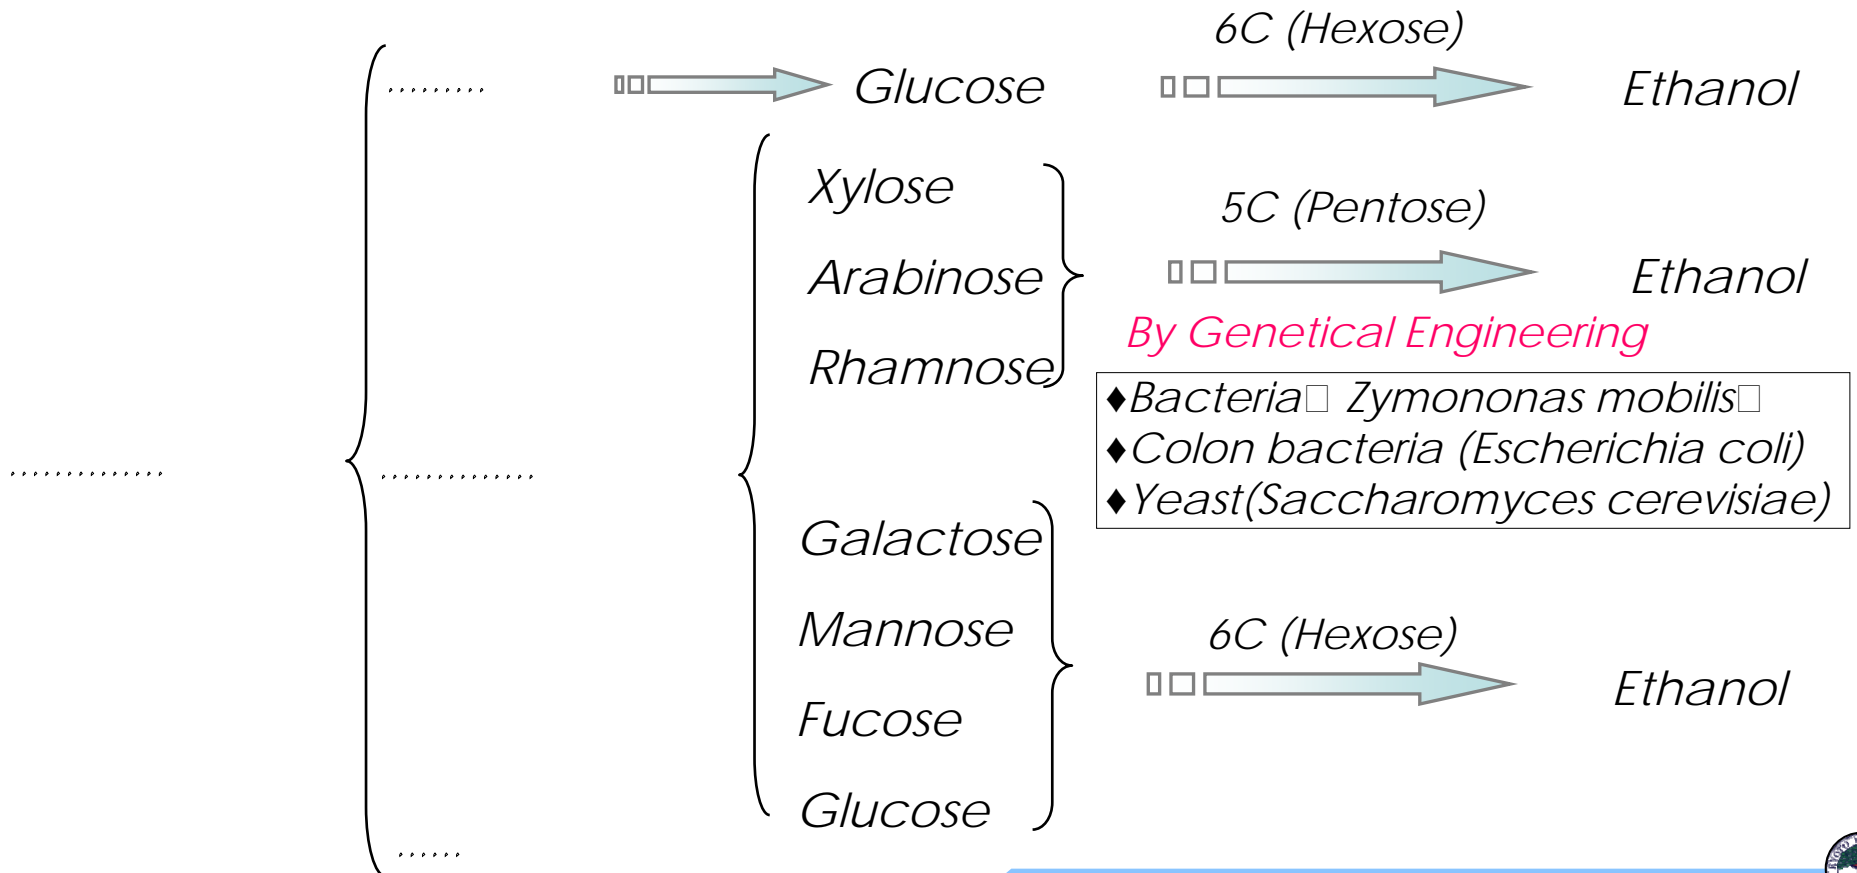 6C (Hexose)
Glucose
Ethanol
Xylose
Arabinose
Rhamnose
5C (Pentose)
Ethanol
By Genetical Engineering
♦Bacteria□ Zymononas mobilis□
♦Colon bacteria (Escherichia coli)
♦Yeast(Saccharomyces cerevisiae)
Galactose
Mannose
Fucose
Glucose
6C (Hexose)
Ethanol